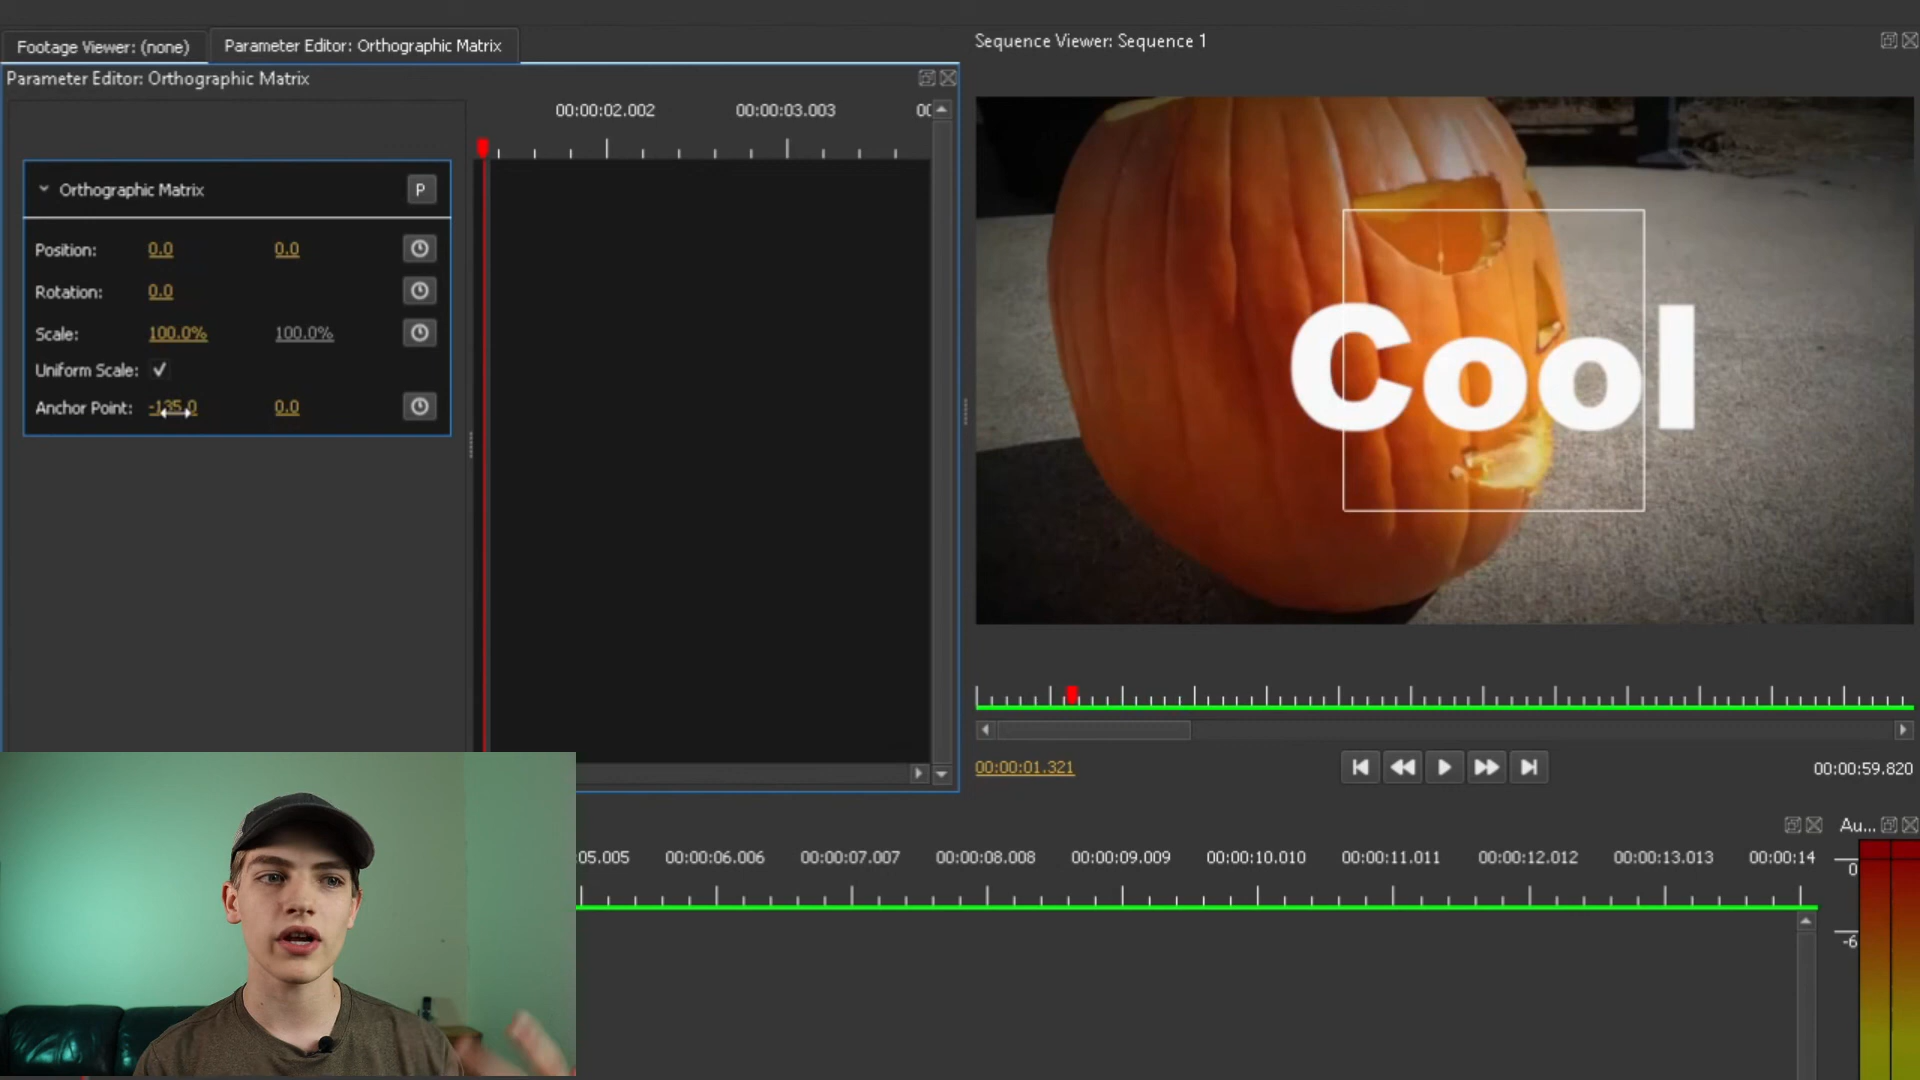 Footage Viewer: (none)
Parameter Editor: Orthographic Matrix
Sequence Viewer: Sequence 1
Parameter Editor: Orthographic Matrix
00:00:02.002
00:00:03.003
00
Orthographic Matrix
P
Position: 0.0 0.0
Rotation: 0.0
Scale: 100.0% 100.0%
Uniform Scale:
Anchor Point: -135.0 0.0
Cool
00:00:01.321
00:00:59.820
Au...
:05.005 00:00:06.006 00:00:07.007 00:00:08.008 00:00:09.009 00:00:10.010 00:00:11.011 00:00:12.012 00:00:13.013 00:00:14
0
-6